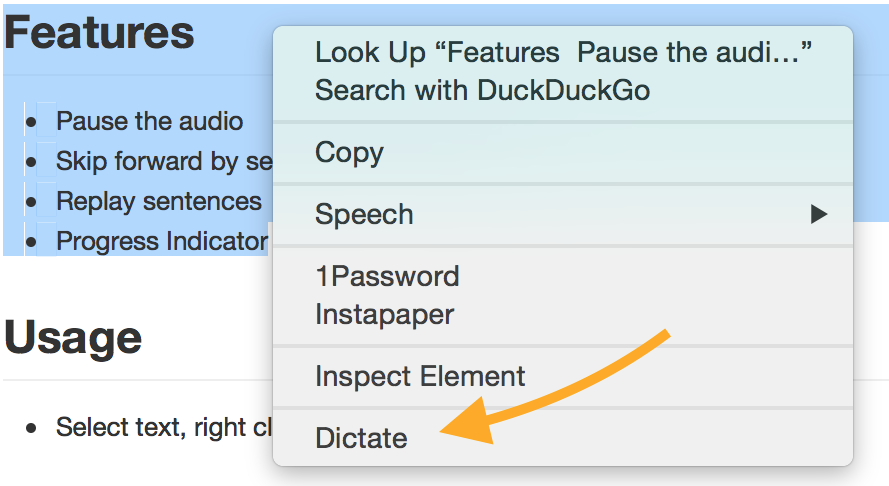 Features
Pause the audio
Skip forward by se
Replay sentences
Progress Indicator
Usage
Select text, right cl
Look Up “Features  Pause the audi…”
Search with DuckDuckGo
Copy
Speech
1Password
Instapaper
Inspect Element
Dictate